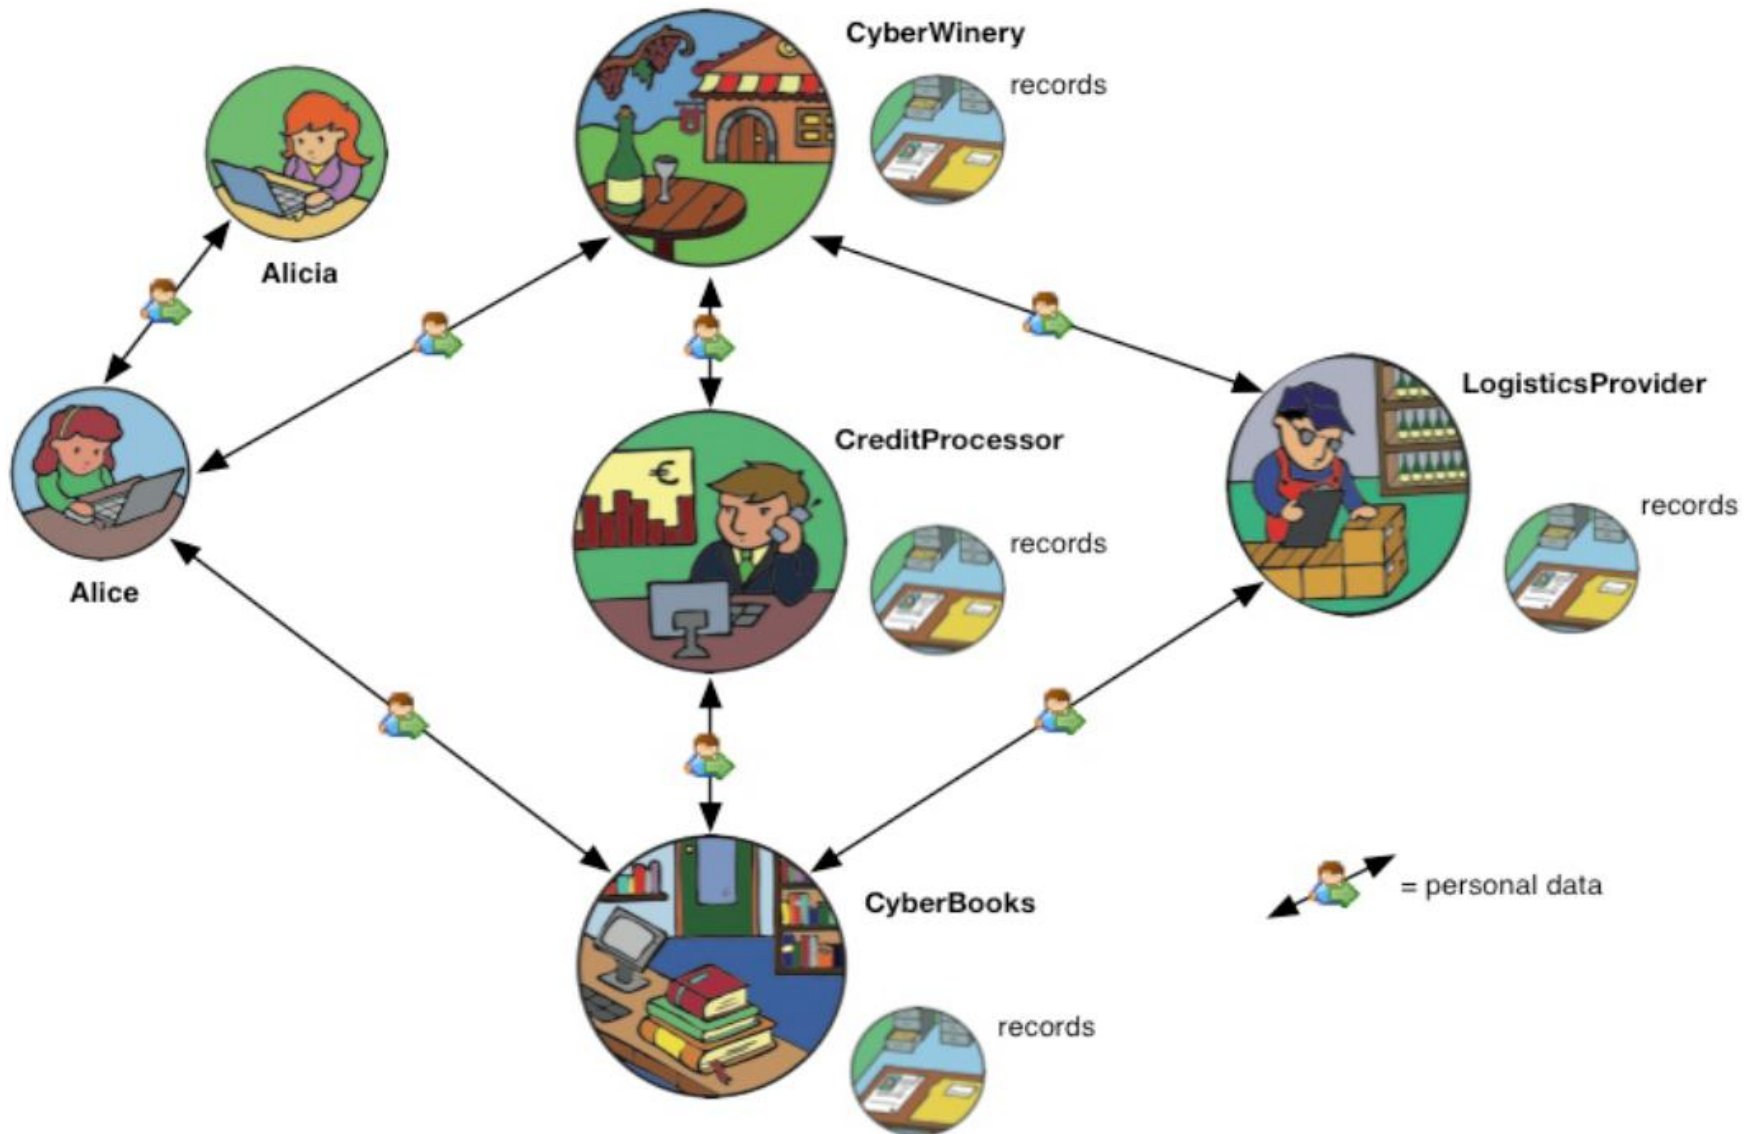 CyberWinery
records
Alicia
LogisticsProvider
CreditProcessor
€
records
records
Alice
CyberBooks
= personal data
records